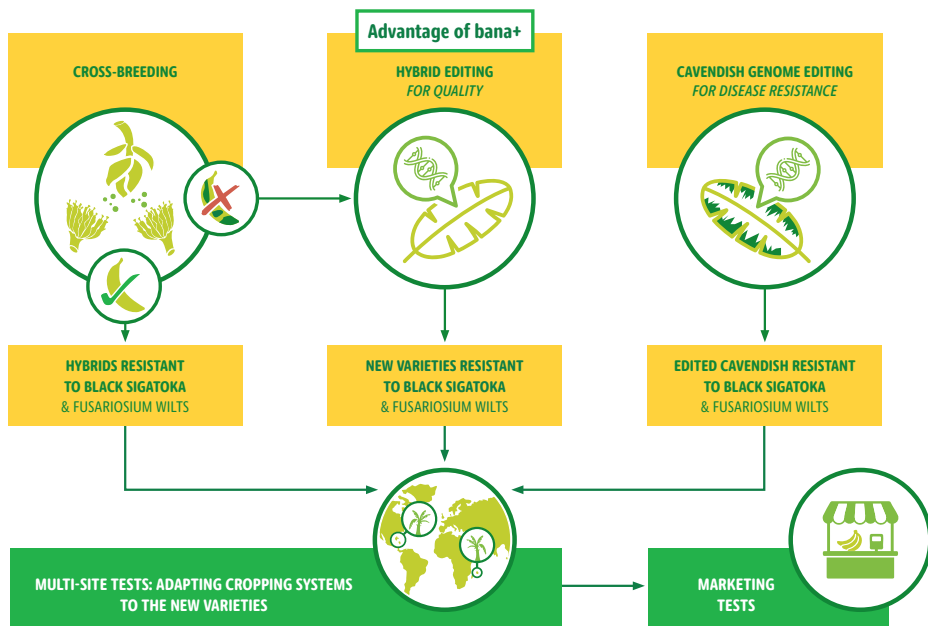 Advantage of bana+
CROSS-BREEDING
HYBRID EDITING
FOR QUALITY
CAVENDISH GENOME EDITING
FOR DISEASE RESISTANCE
HYBRIDS RESISTANT
TO BLACK SIGATOKA
& FUSARIOSIUM WILTS
NEW VARIETIES RESISTANT
TO BLACK SIGATOKA
& FUSARIOSIUM WILTS
EDITED CAVENDISH RESISTANT
TO BLACK SIGATOKA
& FUSARIOSIUM WILTS
MULTI-SITE TESTS: ADAPTING CROPPING SYSTEMS
TO THE NEW VARIETIES
MARKETING
TESTS